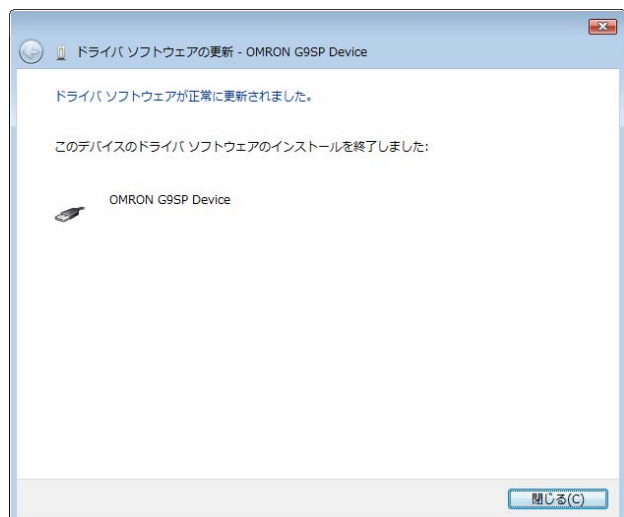 ドライバ ソフトウェアの更新 - OMRON G9SP Device
ドライバ ソフトウェアが正常に更新されました。
このデバイスのドライバ ソフトウェアのインストールを終了しました:
OMRON G9SP Device
閉じる(C)